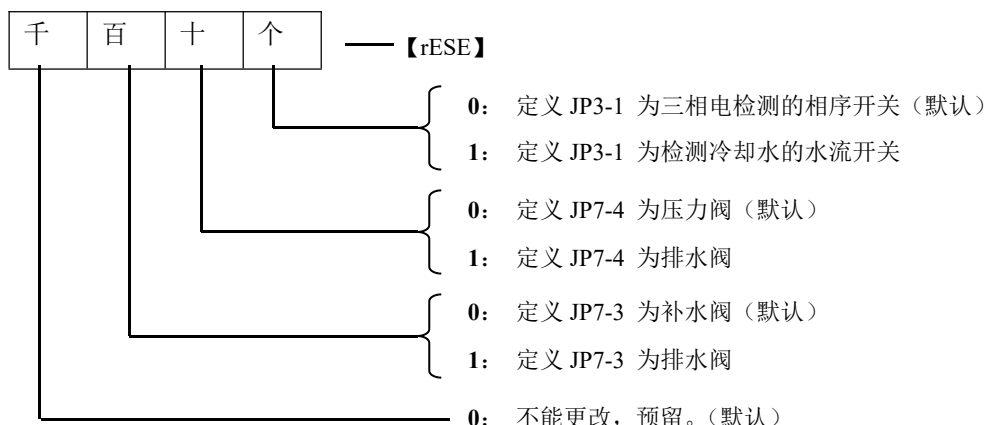 千 百 十 个 【rESE】
0： 定义 JP3-1 为三相电检测的相序开关（默认）
1： 定义 JP3-1 为检测冷却水的水流开关
0： 定义 JP7-4 为压力阀（默认）
1： 定义 JP7-4 为排水阀
0： 定义 JP7-3 为补水阀（默认）
1： 定义 JP7-3 为排水阀
0： 不能更改，预留。（默认）